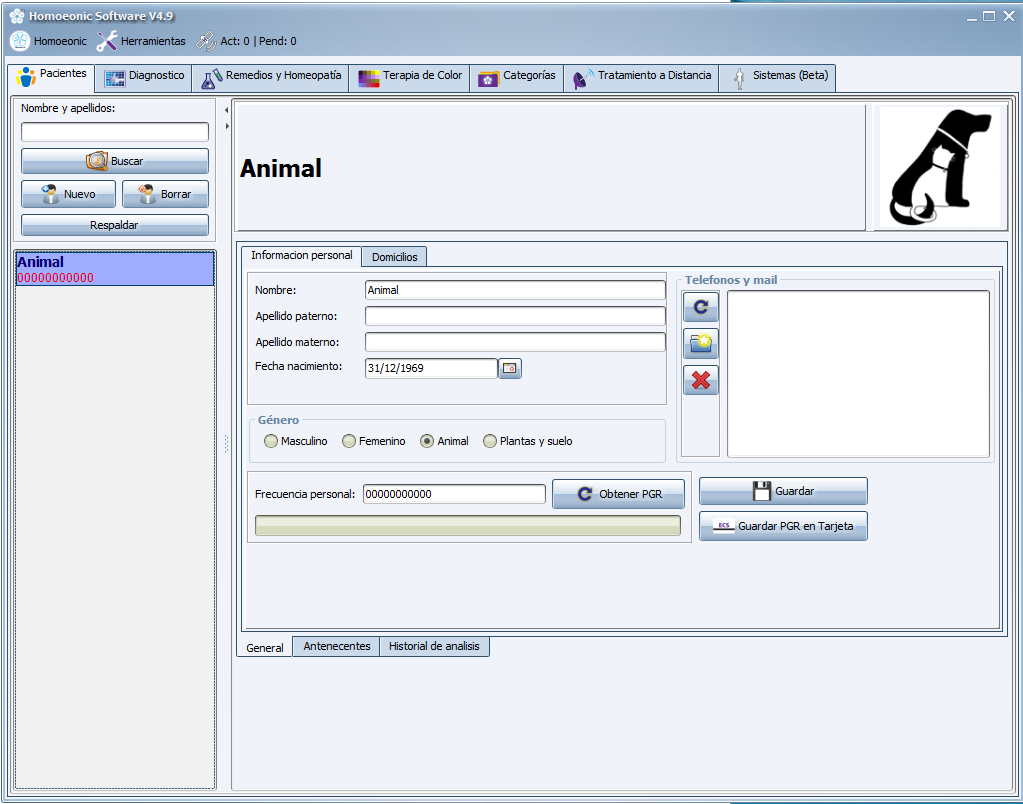 Homoeonic Software V4.9
Homoeonic Herramientas Act: 0 | Pend: 0
Pacientes Diagnostico Remedios y Homeopatía Terapia de Color Categorías Tratamiento a Distancia Sistemas (Beta)
Nombre y apellidos:
Buscar
Nuevo Borrar
Respaldar
Animal
00000000000
Animal
Informacion personal Domicilios
Nombre: Animal
Apellido paterno:
Apellido materno:
Fecha nacimiento: 31/12/1969
Telefonos y mail
Género
Masculino Femenino Animal Plantas y suelo
Frecuencia personal: 00000000000 Obtener PGR
Guardar
ECS Guardar PGR en Tarjeta
General Antenecentes Historial de analisis